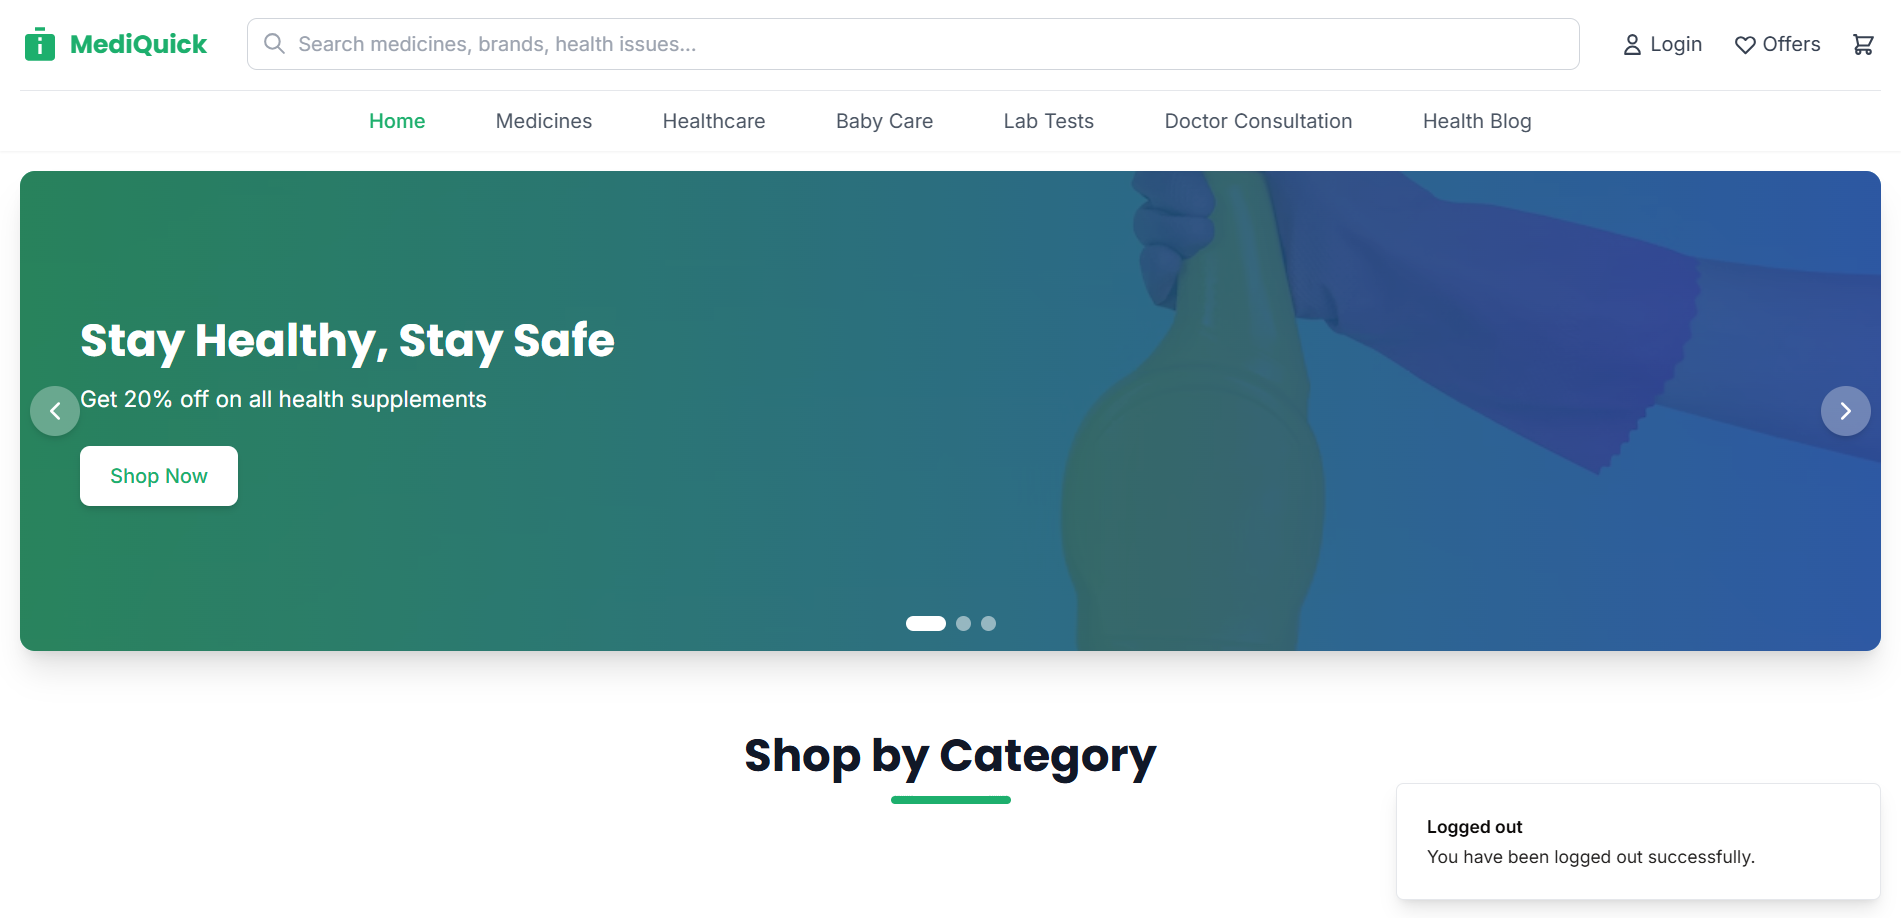 MediQuick
Search medicines, brands, health issues...
Login
Offers
Home
Medicines
Healthcare
Baby Care
Lab Tests
Doctor Consultation
Health Blog
Stay Healthy, Stay Safe
Get 20% off on all health supplements
Shop Now
Shop by Category
Logged out
You have been logged out successfully.